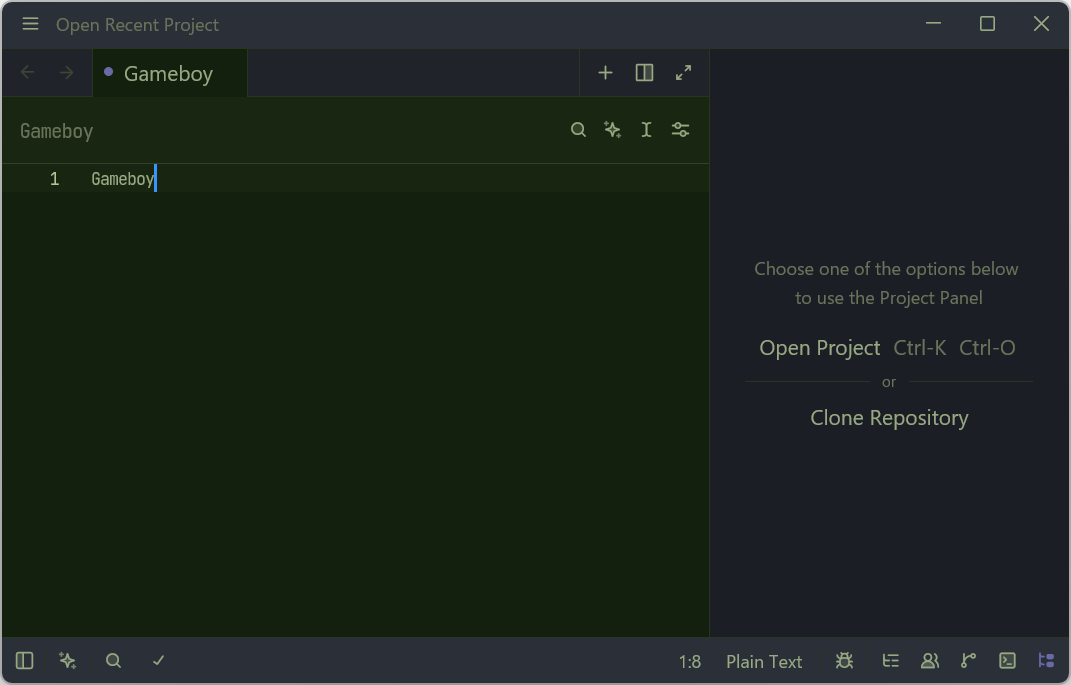 Open Recent Project
Gameboy
Gameboy
1 Gameboy
Choose one of the options below
to use the Project Panel
Open Project Ctrl-K Ctrl-O
or
Clone Repository
1:8 Plain Text